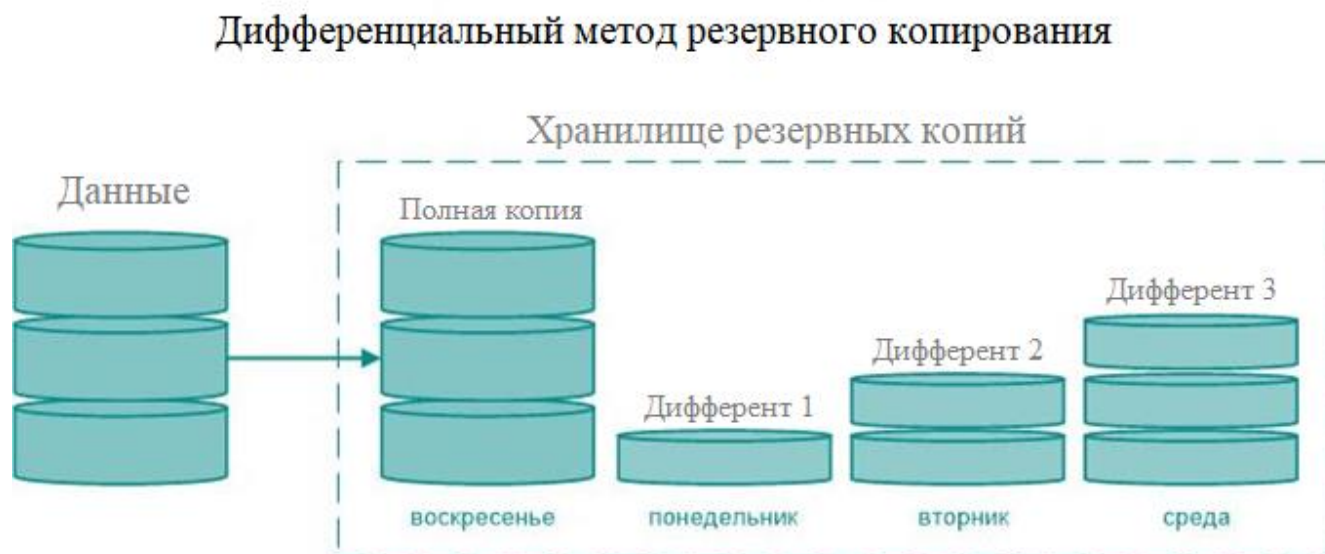 Дифференциальный метод резервного копирования
Хранилище резервных копий
Данные
Полная копия
Дифферент 1
Дифферент 2
Дифферент 3
воскресенье
понедельник
вторник
среда